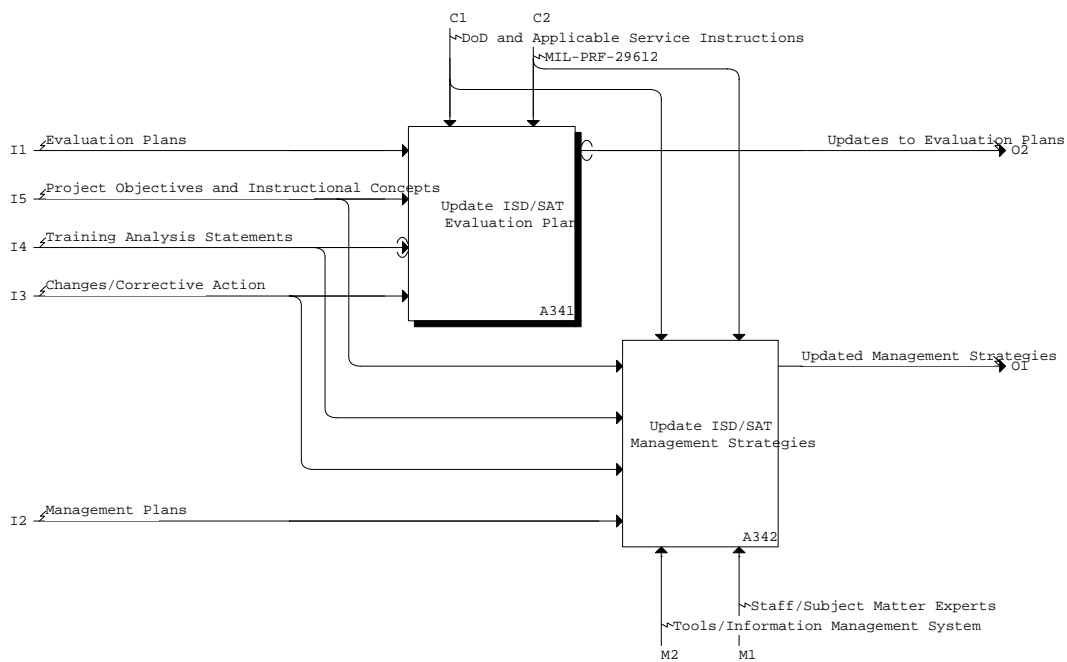 C1 C2
DoD and Applicable Service Instructions
MIL-PRF-29612
I1 Evaluation Plans
Updates to Evaluation Plans O2
I5 Project Objectives and Instructional Concepts
Update ISD/SAT
Evaluation Plan
I4 Training Analysis Statements
I3 Changes/Corrective Action
A341
Updated Management Strategies O1
Update ISD/SAT
Management Strategies
I2 Management Plans
A342
Staff/Subject Matter Experts
Tools/Information Management System
M2 M1